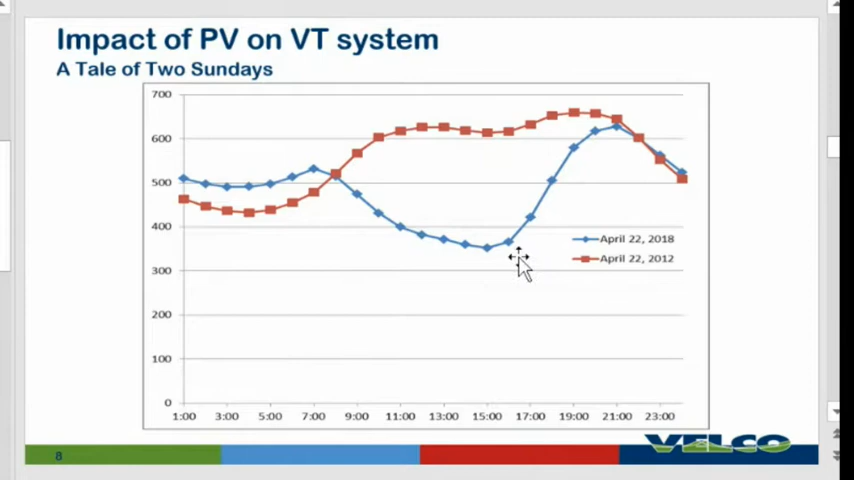 Impact of PV on VT system
A Tale of Two Sundays
700
600
500
400
300
200
100
0
1:00 3:00 5:00 7:00 9:00 11:00 13:00 15:00 17:00 19:00 21:00 23:00
April 22, 2018
April 22, 2012
8
VELCO